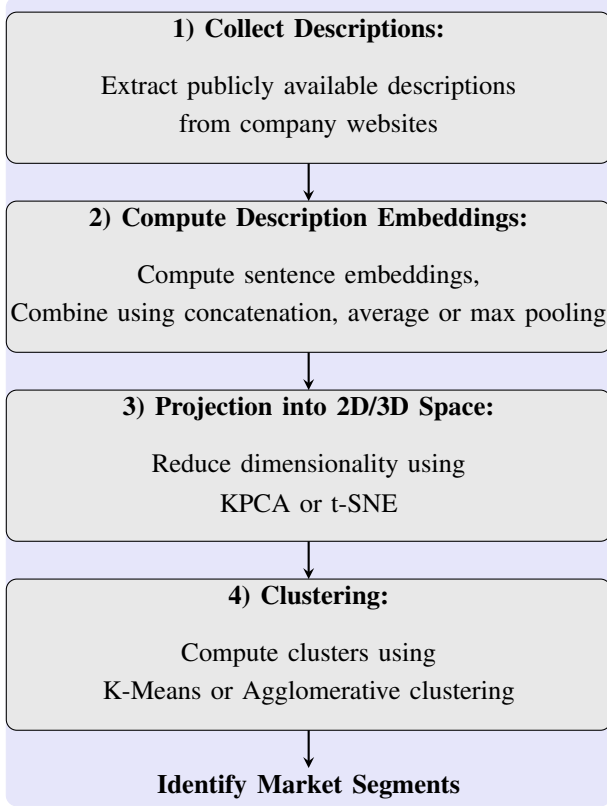 1) Collect Descriptions:
Extract publicly available descriptions
from company websites
2) Compute Description Embeddings:
Compute sentence embeddings,
Combine using concatenation, average or max pooling
3) Projection into 2D/3D Space:
Reduce dimensionality using
KPCA or t-SNE
4) Clustering:
Compute clusters using
K-Means or Agglomerative clustering
Identify Market Segments